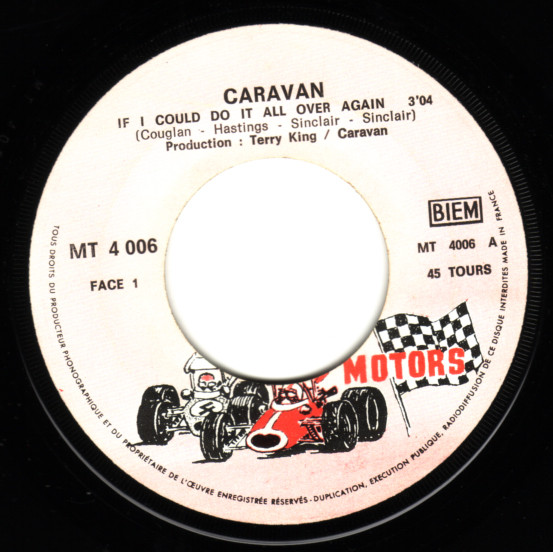 CARAVAN
IF I COULD DO IT ALL OVER AGAIN 3'04
(Couglan - Hastings - Sinclair - Sinclair)
Production : Terry King / Caravan
BIEM
MT 4 006
MT 4006 A
FACE 1
45 TOURS
MOTORS
TOUS DROITS DU PRODUCTEUR PHONOGRAPHIQUE ET DU PROPRIÉTAIRE DE L'ŒUVRE ENREGISTRÉE RÉSERVÉS - DUPLICATION, EXECUTION PUBLIQUE, RADIODIFFUSION DE CE DISQUE INTERDITES MADE IN FRANCE